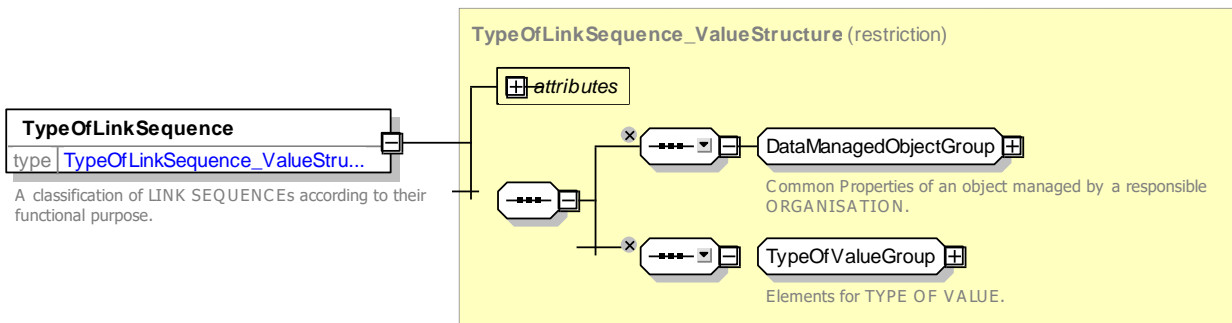 TypeOfLinkSequence_ValueStructure (restriction)
attributes
TypeOfLinkSequence
type TypeOfLinkSequence_ValueStru...
A classification of LINK SEQUENCEs according to their
functional purpose.
DataManagedObjectGroup
Common Properties of an object managed by a responsible
ORGANISATION.
TypeOfValueGroup
Elements for TYPE OF VALUE.